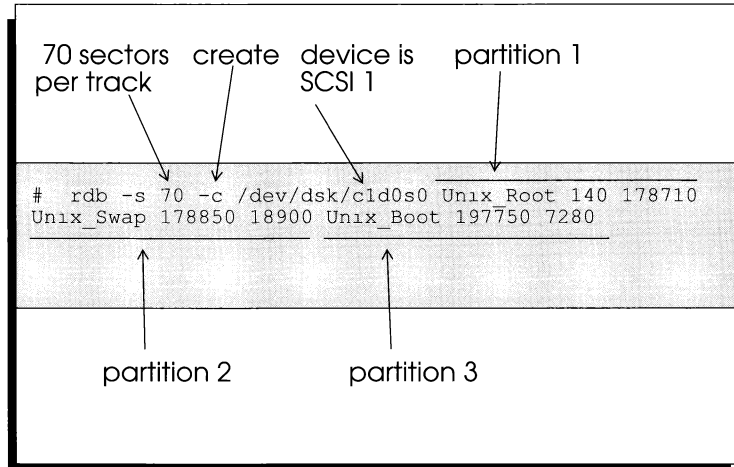 70 sectors per track
create
device is SCSI 1
partition 1
# rdb -s 70 -c /dev/dsk/c1d0s0 Unix_Root 140 178710
Unix_Swap 178850 18900 Unix_Boot 197750 7280
partition 2
partition 3